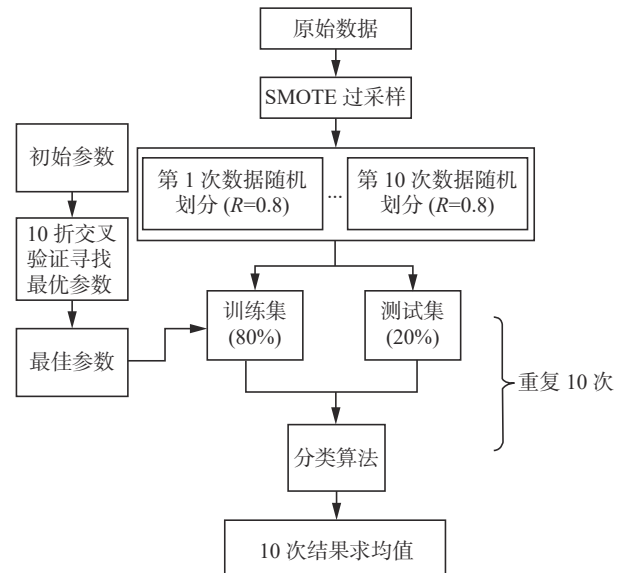 原始数据
SMOTE 过采样
初始参数
第 1 次数据随机
划分 (R=0.8)
...
第 10 次数据随机
划分 (R=0.8)
10 折交叉
验证寻找
最优参数
训练集
(80%)
测试集
(20%)
最佳参数
重复 10 次
分类算法
10 次结果求均值